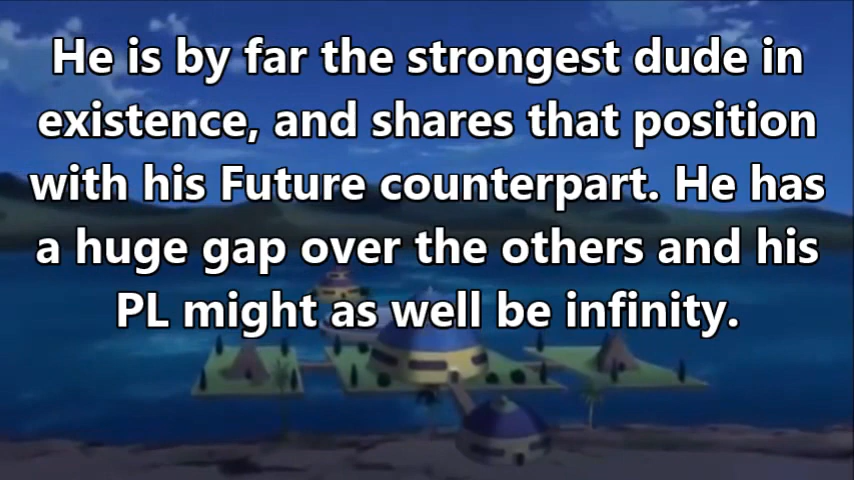 He is by far the strongest dude in
existence, and shares that position
with his Future counterpart. He has
a huge gap over the others and his
PL might as well be infinity.